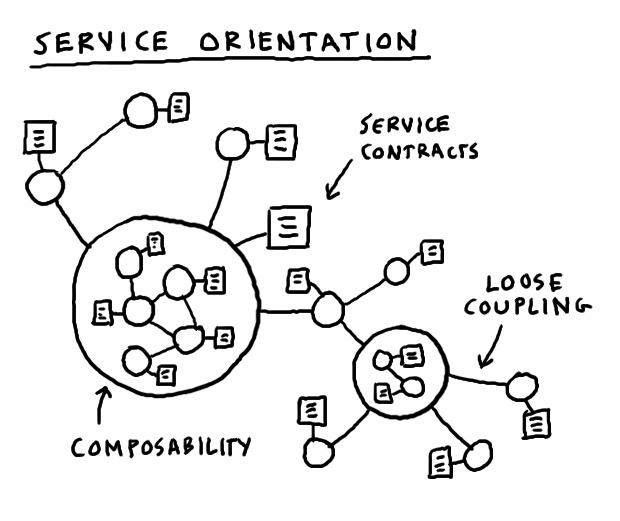 SERVICE ORIENTATION
SERVICE
CONTRACTS
LOOSE
COUPLING
COMPOSABILITY